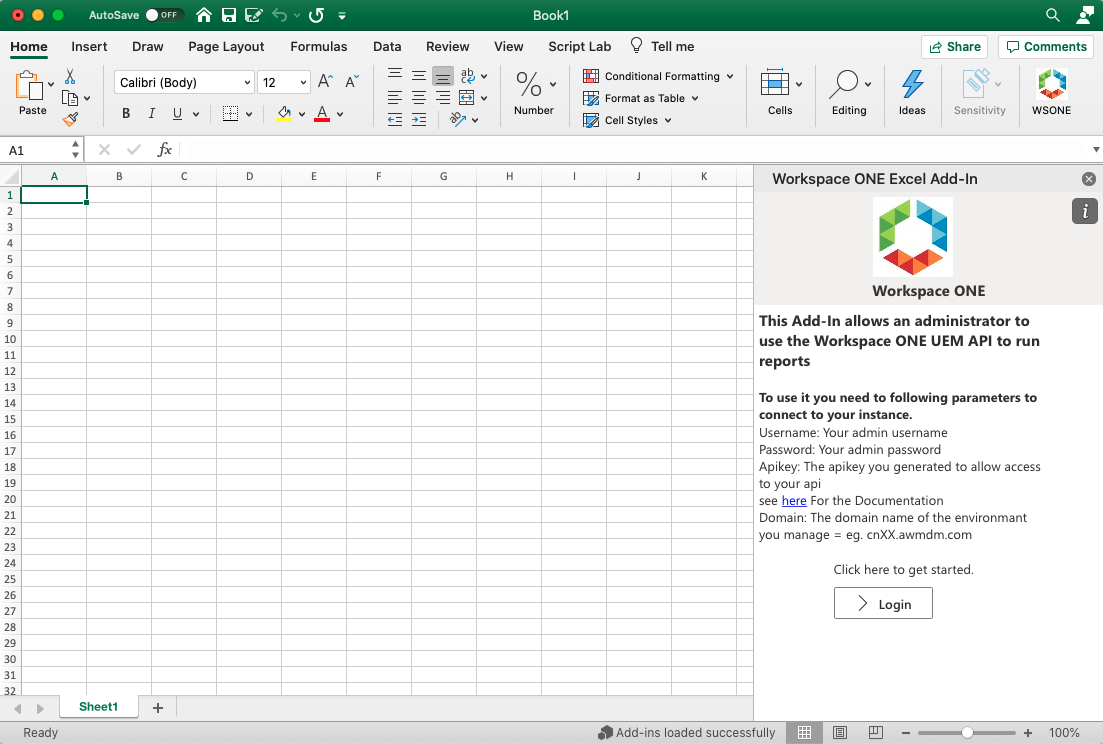 AutoSave OFF Book1
Home Insert Draw Page Layout Formulas Data Review View Script Lab Tell me Share Comments
Paste
Calibri (Body) 12 A A
B I U A
ab c
%
Number
Conditional Formatting
Format as Table
Cell Styles
Cells
Editing
Ideas
Sensitivity
WSONE
A1 fx
A B C D E F G H I J K
1
2
3
4
5
6
7
8
9
10
11
12
13
14
15
16
17
18
19
20
21
22
23
24
25
26
27
28
29
30
31
32
Workspace ONE Excel Add-In
i
Workspace ONE
This Add-In allows an administrator to
use the Workspace ONE UEM API to run
reports
To use it you need to following parameters to
connect to your instance.
Username: Your admin username
Password: Your admin password
Apikey: The apikey you generated to allow access
to your api
see here For the Documentation
Domain: The domain name of the environmant
you manage = eg. cnXX.awmdm.com
Click here to get started.
Login
Sheet1 +
Ready Add-ins loaded successfully − + 100%